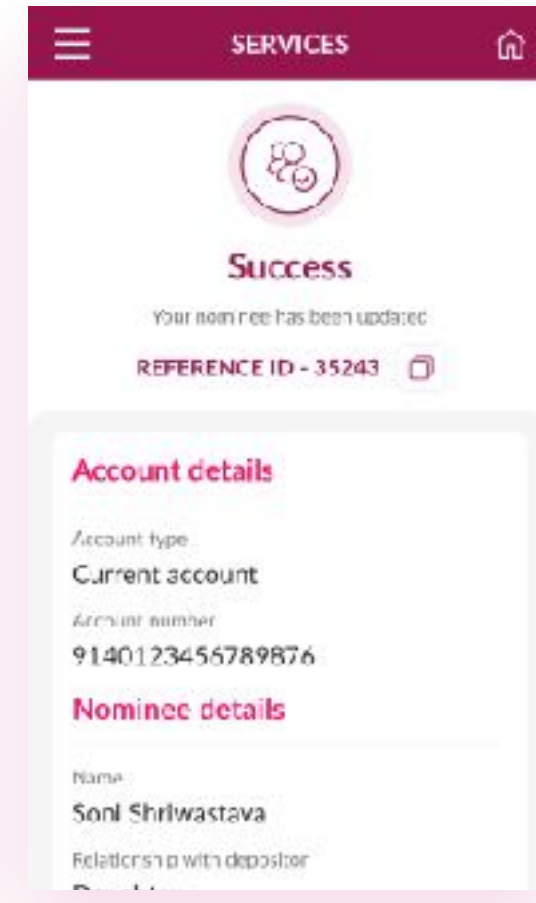 SERVICES
Success
Your nominee has been updated
REFERENCE ID - 35243
Account details
Account type
Current account
Account number
9140123456789876
Nominee details
Name
Soni Shriwastava
Relationship with depositor